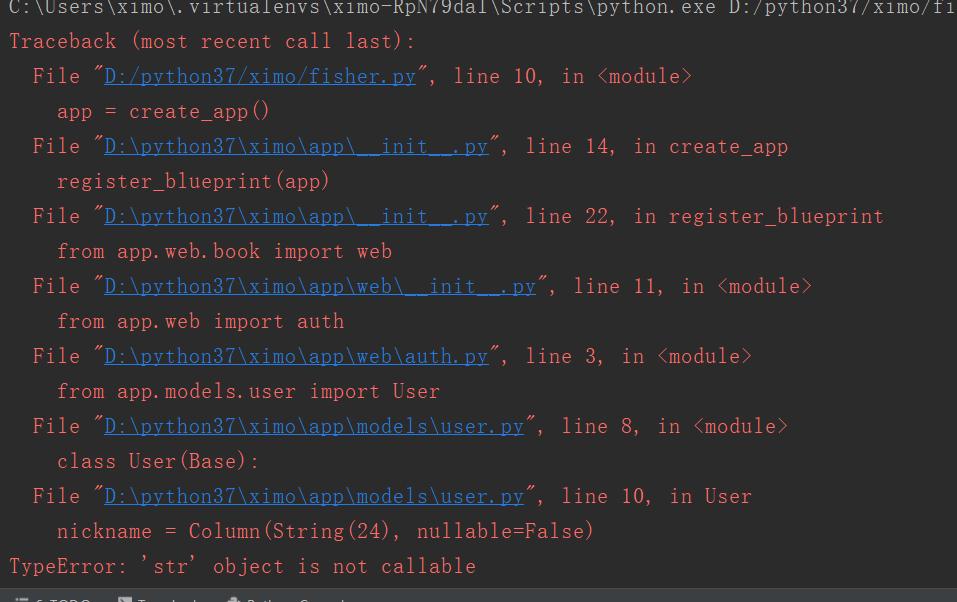 C:\Users\ximo\.virtualenvs\ximo-RpN79daI\Scripts\python.exe D:/python37/ximo/fi
Traceback (most recent call last):
  File "D:/python37/ximo/fisher.py", line 10, in <module>
    app = create_app()
  File "D:\python37\ximo\app\__init__.py", line 14, in create_app
    register_blueprint(app)
  File "D:\python37\ximo\app\__init__.py", line 22, in register_blueprint
    from app.web.book import web
  File "D:\python37\ximo\app\web\__init__.py", line 11, in <module>
    from app.web import auth
  File "D:\python37\ximo\app\web\auth.py", line 3, in <module>
    from app.models.user import User
  File "D:\python37\ximo\app\models\user.py", line 8, in <module>
    class User(Base):
  File "D:\python37\ximo\app\models\user.py", line 10, in User
    nickname = Column(String(24), nullable=False)
TypeError: 'str' object is not callable